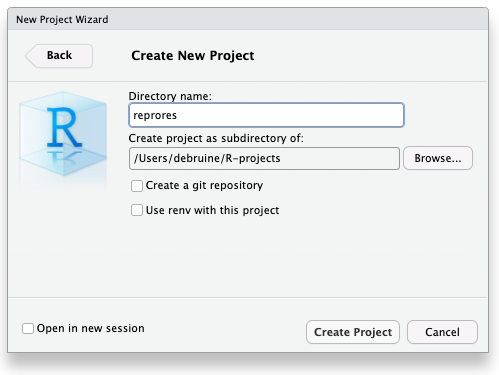 New Project Wizard
Back
Create New Project
R
Directory name:
reprores
Create project as subdirectory of:
/Users/debruine/R-projects
Browse...
Create a git repository
Use renv with this project
Open in new session
Create Project
Cancel